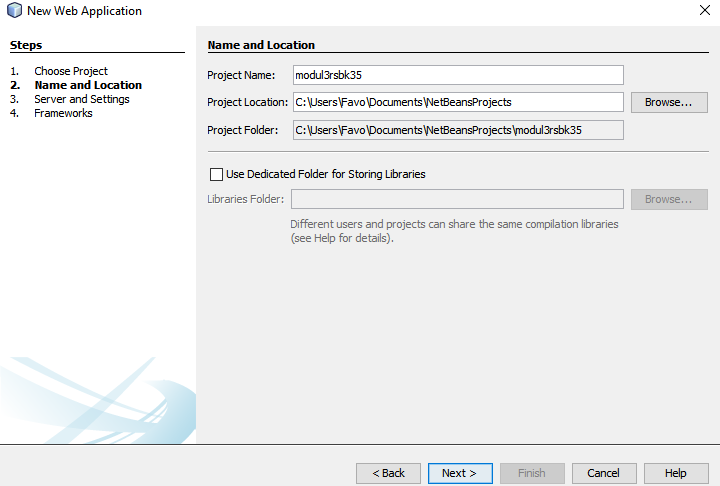 New Web Application
Steps
1. Choose Project
2. Name and Location
3. Server and Settings
4. Frameworks
Name and Location
Project Name: modul3rsbk35
Project Location: C:\Users\Favo\Documents\NetBeansProjects Browse...
Project Folder: C:\Users\Favo\Documents\NetBeansProjects\modul3rsbk35
Use Dedicated Folder for Storing Libraries
Libraries Folder: Browse...
Different users and projects can share the same compilation libraries
(see Help for details).
< Back Next > Finish Cancel Help